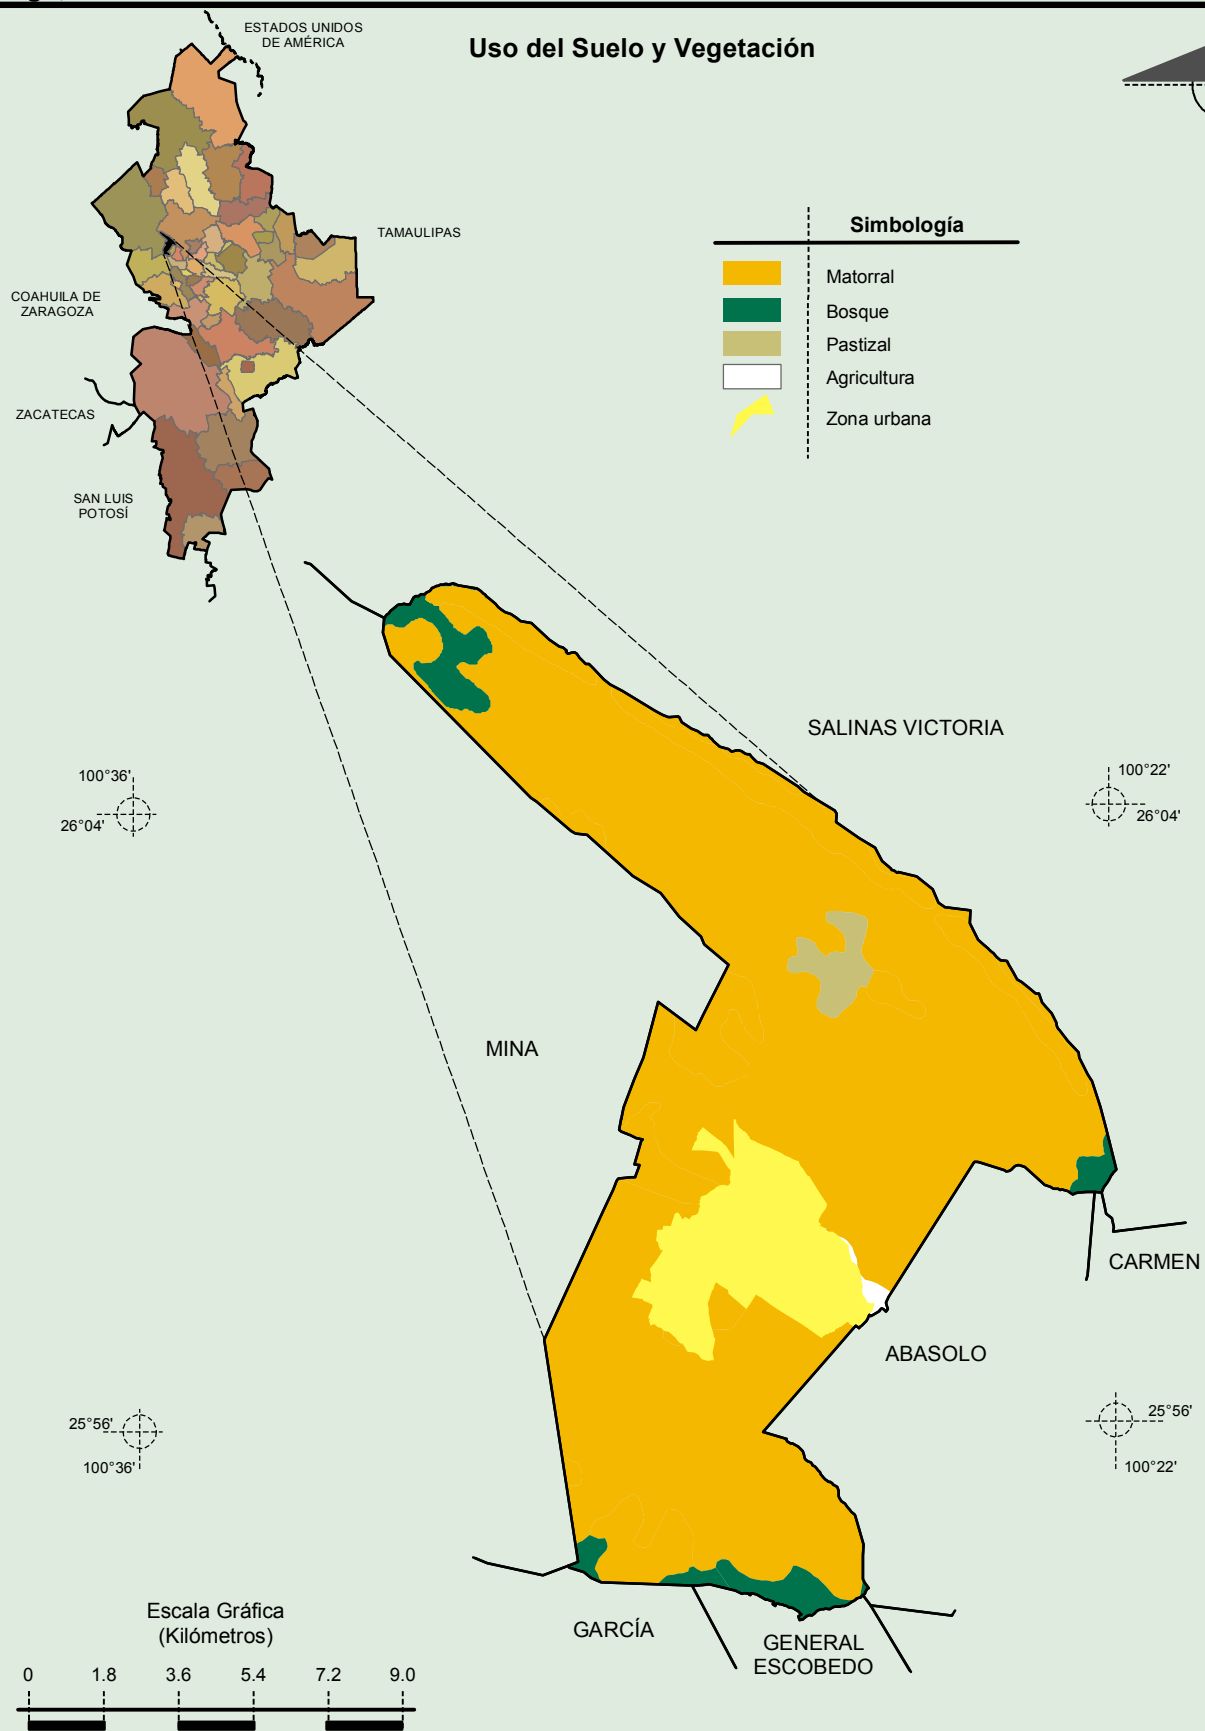 ESTADOS UNIDOS
DE AMÉRICA
Uso del Suelo y Vegetación
TAMAULIPAS
COAHUILA DE
ZARAGOZA
ZACATECAS
SAN LUIS
POTOSÍ
Simbología
Matorral
Bosque
Pastizal
Agricultura
Zona urbana
SALINAS VICTORIA
100°36'
26°04'
100°22'
26°04'
MINA
CARMEN
ABASOLO
25°56'
100°36'
25°56'
100°22'
GARCÍA
GENERAL
ESCOBEDO
Escala Gráfica
(Kilómetros)
0 1.8 3.6 5.4 7.2 9.0